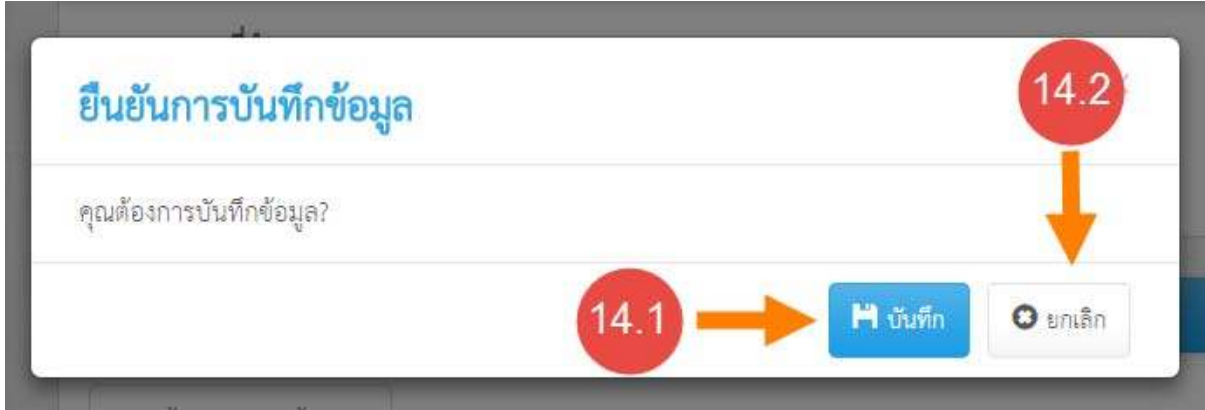 ยืนยันการบันทึกข้อมูล
14.2
คุณต้องการบันทึกข้อมูล?
14.1
บันทึก
ยกเลิก